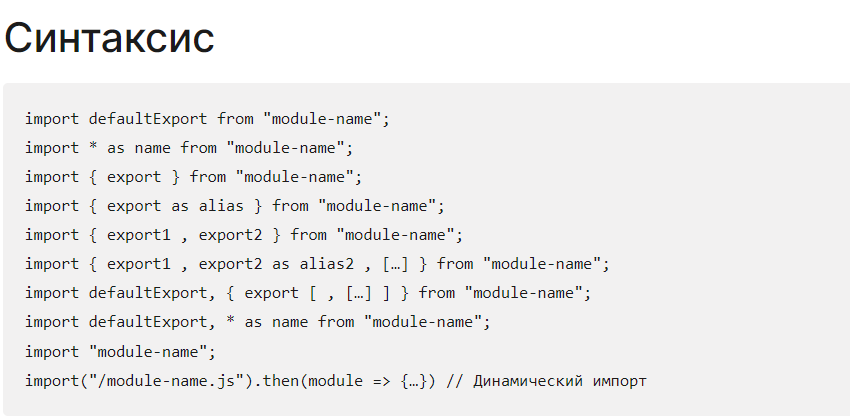 Синтаксис
import defaultExport from "module-name";
import * as name from "module-name";
import { export } from "module-name";
import { export as alias } from "module-name";
import { export1 , export2 } from "module-name";
import { export1 , export2 as alias2 , […] } from "module-name";
import defaultExport, { export [ , […] ] } from "module-name";
import defaultExport, * as name from "module-name";
import "module-name";
import("/module-name.js").then(module => {…}) // Динамический импорт